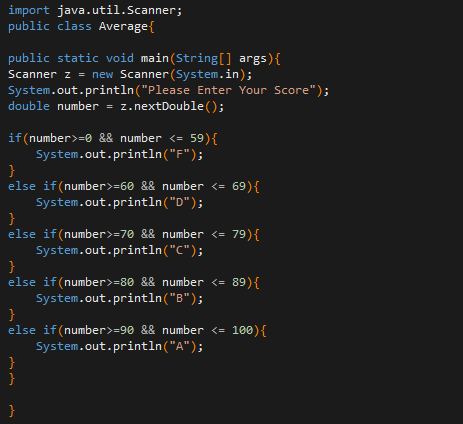 import java.util.Scanner;
public class Average{
public static void main(String[] args){
Scanner z = new Scanner(System.in);
System.out.println("Please Enter Your Score");
double number = z.nextDouble();
if(number>=0 && number <= 59){
    System.out.println("F");
}
else if(number>=60 && number <= 69){
    System.out.println("D");
}
else if(number>=70 && number <= 79){
    System.out.println("C");
}
else if(number>=80 && number <= 89){
    System.out.println("B");
}
else if(number>=90 && number <= 100){
    System.out.println("A");
}
}
}